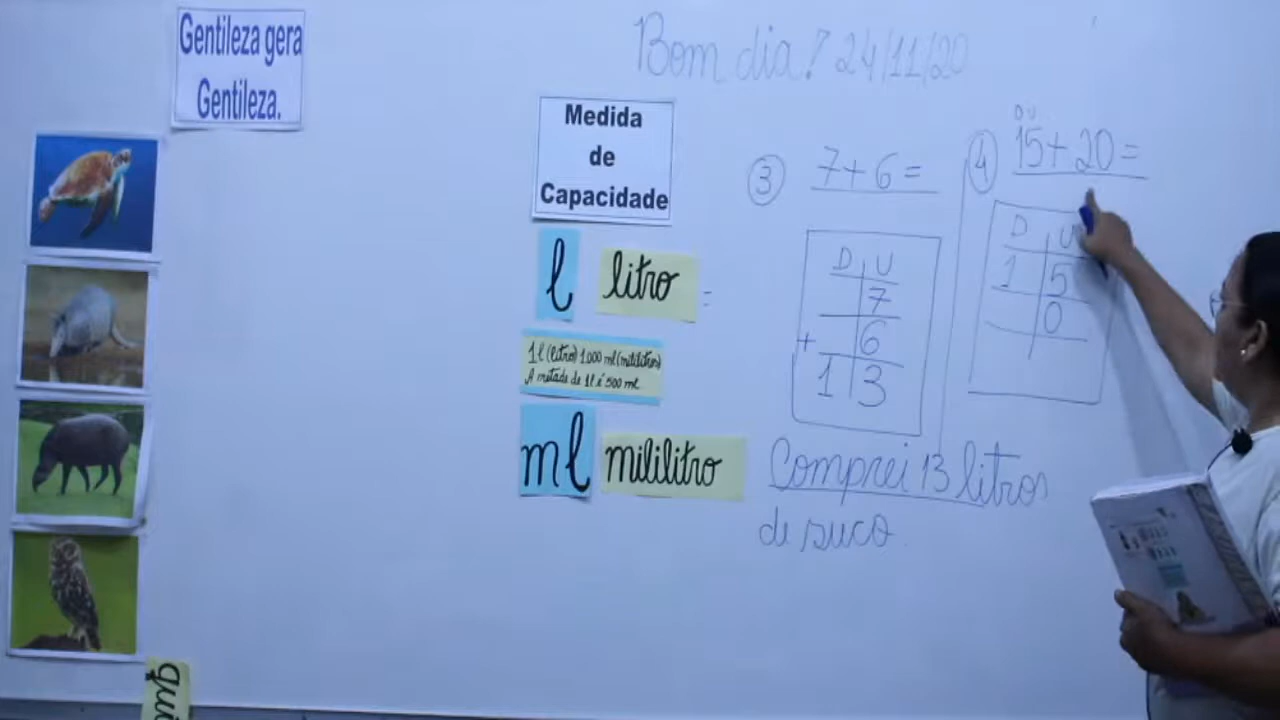 Gentileza gera
Gentileza.
Bom dia! 24/11/20
Medida
de
Capacidade
l litro =
1l (litro) 1.000 ml (mililitros)
A metade de 1l é 500 ml
ml mililitro
3 7+6=
D U
7
+ 6
1 3
Comprei 13 litros
de suco
4 D U
15+20=
D U
1 5
0